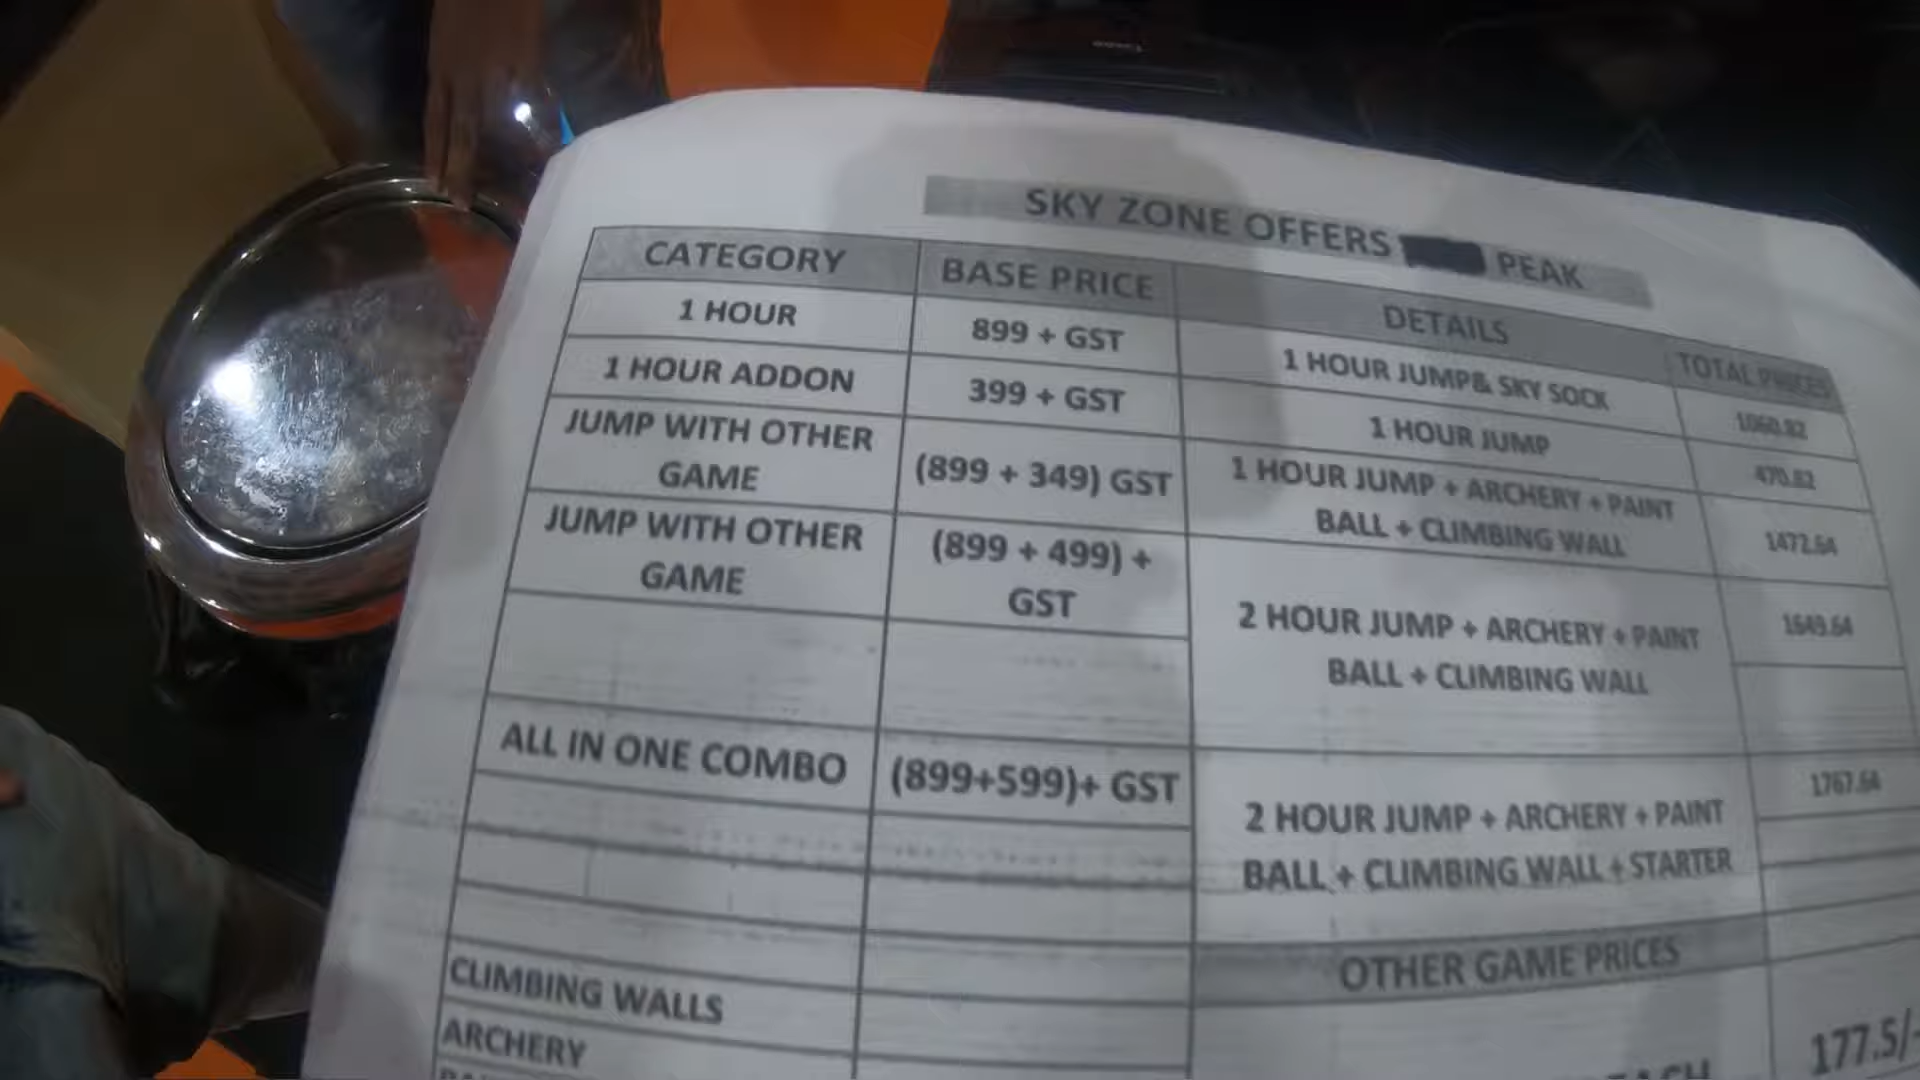 SKY ZONE OFFERS PEAK
CATEGORY BASE PRICE DETAILS TOTAL PRICES
1 HOUR 899 + GST 1 HOUR JUMP& SKY SOCK 1060.82
1 HOUR ADDON 399 + GST 1 HOUR JUMP 470.82
JUMP WITH OTHER
GAME
(899 + 349) GST
1 HOUR JUMP + ARCHERY + PAINT
BALL + CLIMBING WALL
1472.64
JUMP WITH OTHER
GAME
(899 + 499) +
GST
2 HOUR JUMP + ARCHERY + PAINT
BALL + CLIMBING WALL
1649.64
ALL IN ONE COMBO (899+599)+ GST
2 HOUR JUMP + ARCHERY + PAINT
BALL + CLIMBING WALL + STARTER
1767.64
OTHER GAME PRICES
CLIMBING WALLS
ARCHERY
EACH
177.5/-